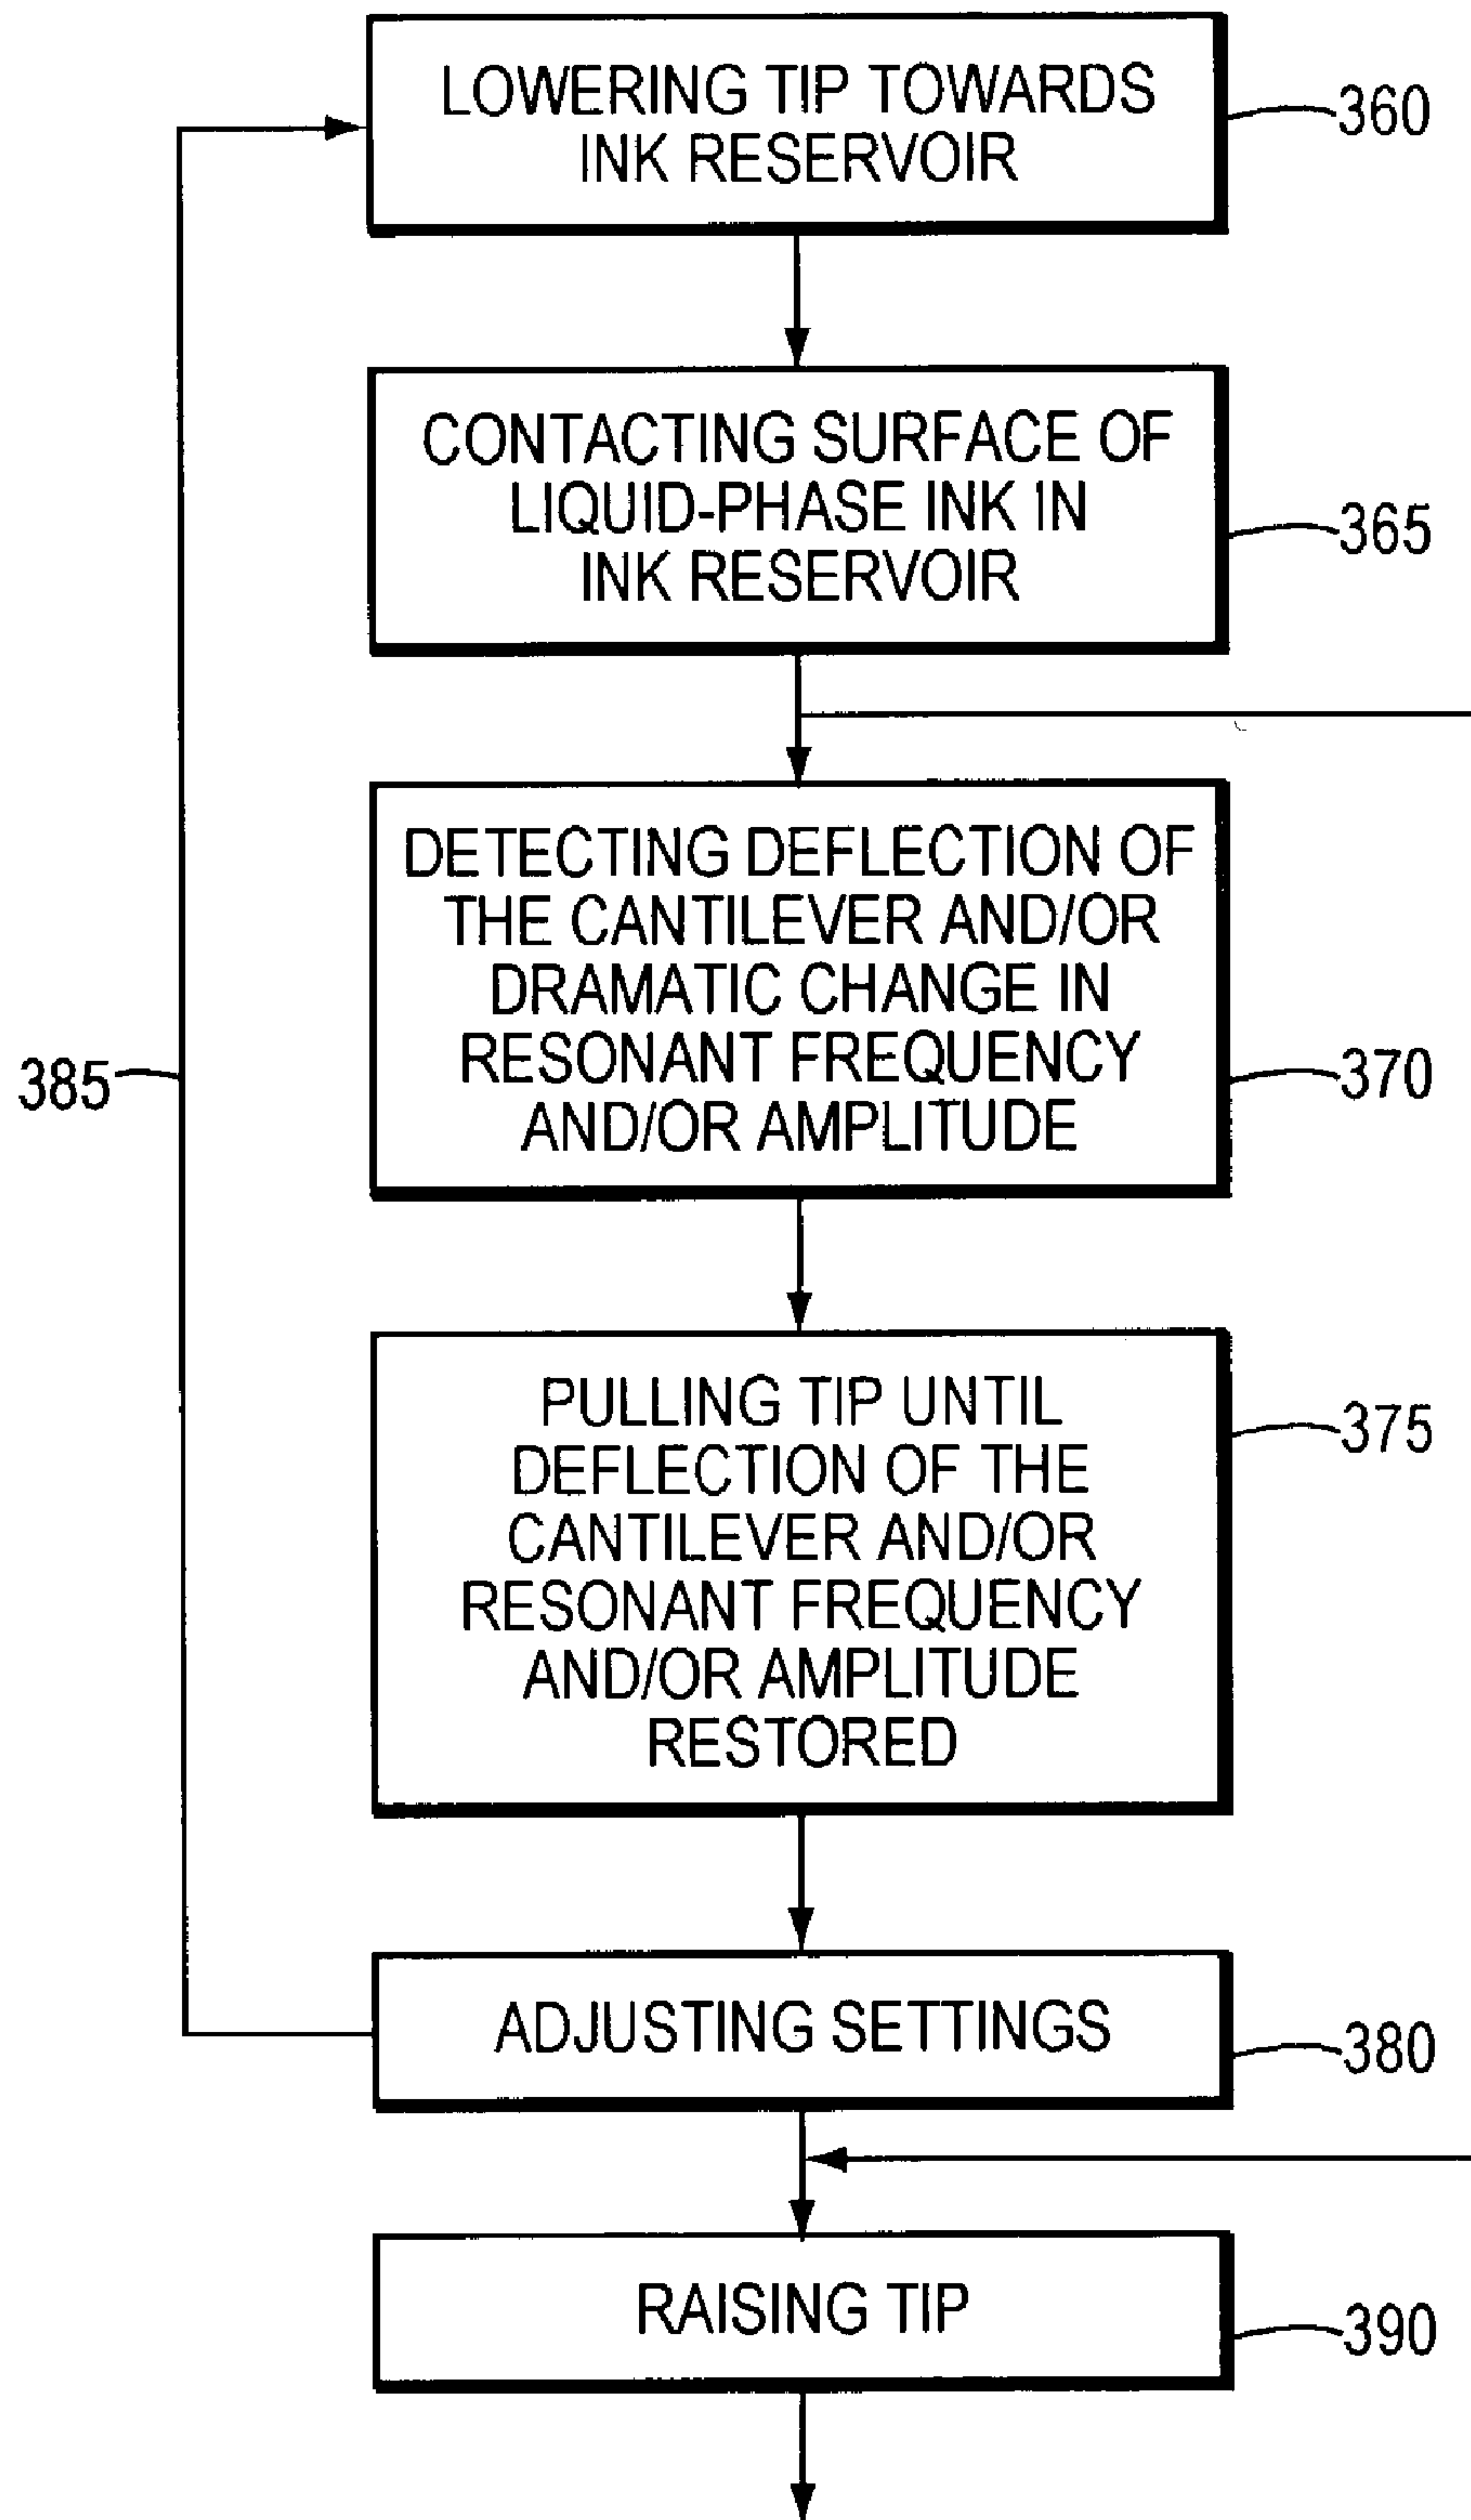 LOWERING TIP TOWARDS
INK RESERVOIR
360
CONTACTING SURFACE OF
LIQUID-PHASE INK IN
INK RESERVOIR
365
DETECTING DEFLECTION OF
THE CANTILEVER AND/OR
DRAMATIC CHANGE IN
RESONANT FREQUENCY
AND/OR AMPLITUDE
370
385
PULLING TIP UNTIL
DEFLECTION OF THE
CANTILEVER AND/OR
RESONANT FREQUENCY
AND/OR AMPLITUDE
RESTORED
375
ADJUSTING SETTINGS
380
RAISING TIP
390